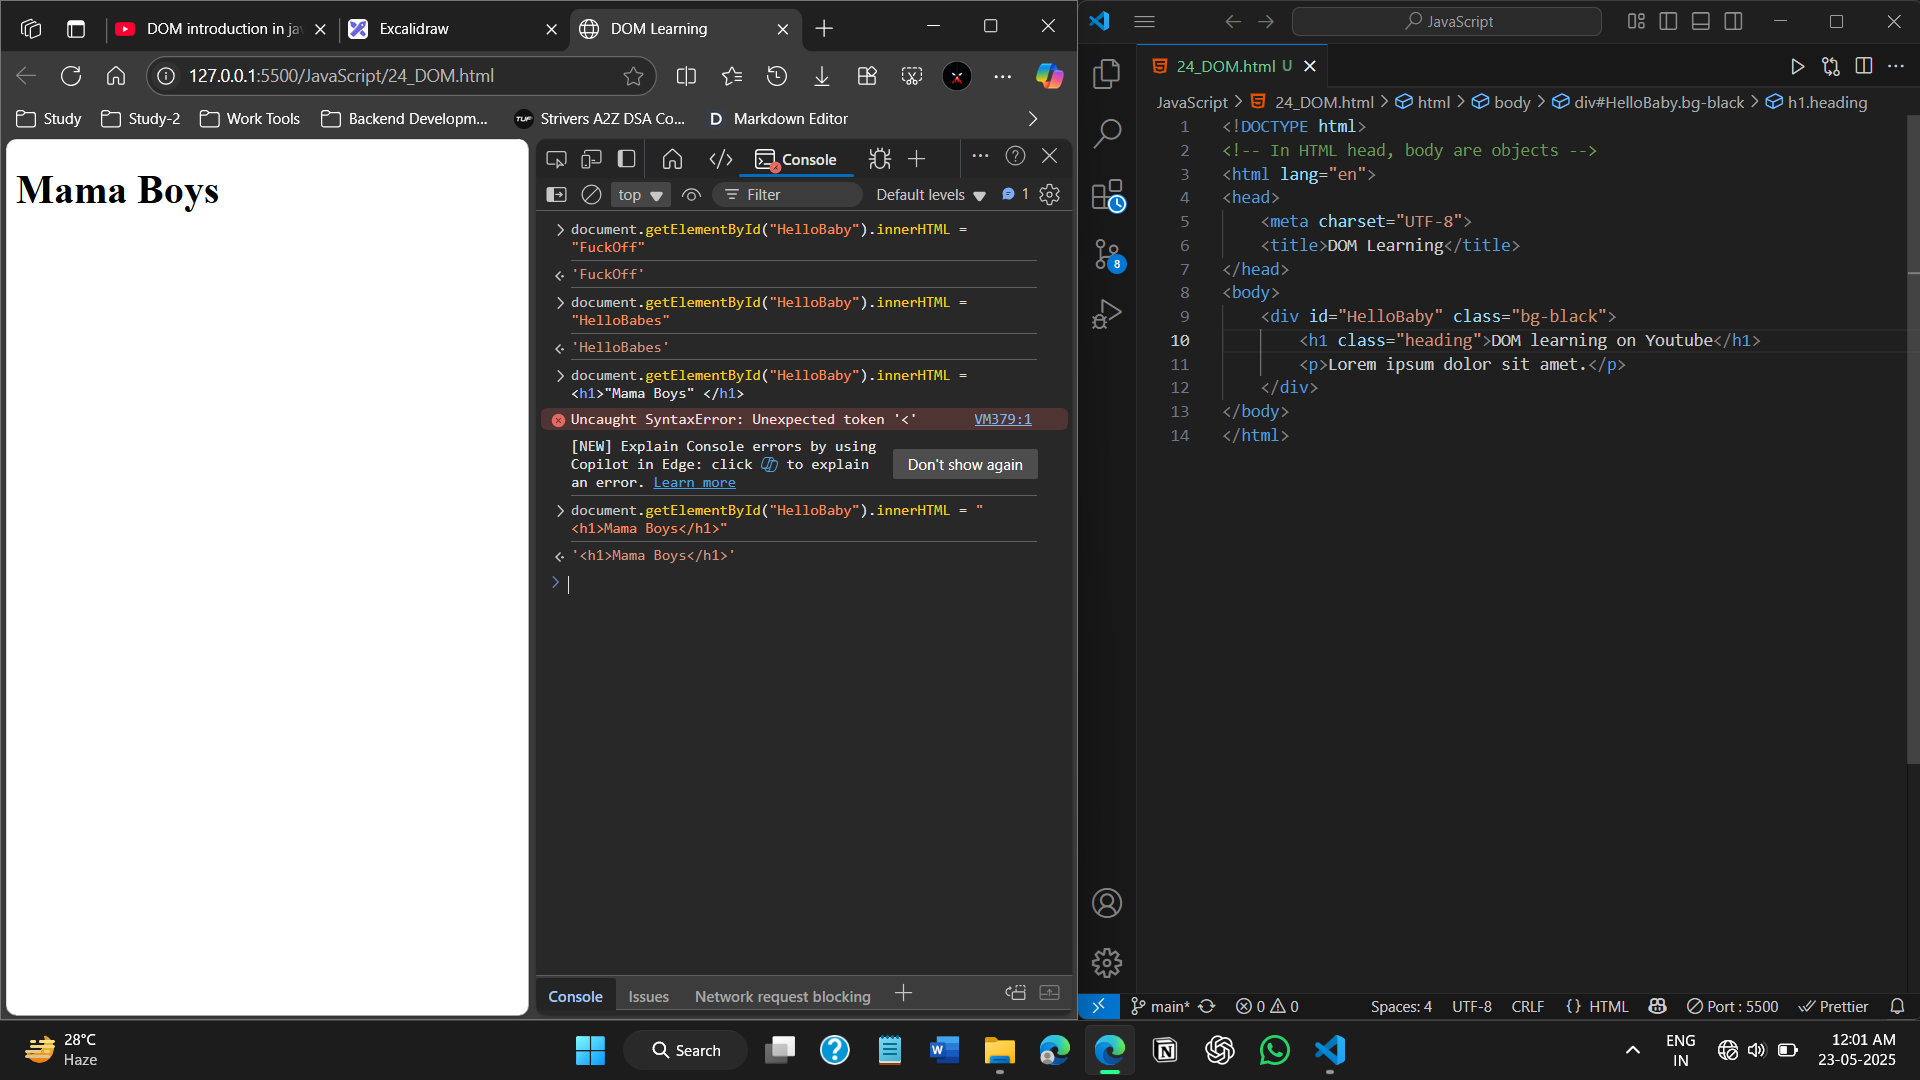 DOM introduction in ja
Excalidraw
DOM Learning
127.0.0.1:5500/JavaScript/24_DOM.html
Study
Study-2
Work Tools
Backend Developm...
TUF
Strivers A2Z DSA Co...
D
Markdown Editor
Mama Boys
Console
top
Filter
Default levels
1
document.getElementById("HelloBaby").innerHTML =
"FuckOff"
'FuckOff'
document.getElementById("HelloBaby").innerHTML =
"HelloBabes"
'HelloBabes'
document.getElementById("HelloBaby").innerHTML =
<h1>"Mama Boys" </h1>
Uncaught SyntaxError: Unexpected token '<'
VM379:1
[NEW] Explain Console errors by using
Copilot in Edge: click to explain
an error. Learn more
Don't show again
document.getElementById("HelloBaby").innerHTML = "
<h1>Mama Boys</h1>"
'<h1>Mama Boys</h1>'
Console
Issues
Network request blocking
JavaScript
24_DOM.html U
JavaScript > 24_DOM.html > html > body > div#HelloBaby.bg-black > h1.heading
1 <!DOCTYPE html>
2 <!-- In HTML head, body are objects -->
3 <html lang="en">
4 <head>
5 <meta charset="UTF-8">
6 <title>DOM Learning</title>
7 </head>
8 <body>
9 <div id="HelloBaby" class="bg-black">
10 <h1 class="heading">DOM learning on Youtube</h1>
11 <p>Lorem ipsum dolor sit amet.</p>
12 </div>
13 </body>
14 </html>
8
main*
0
0
Spaces: 4
UTF-8
CRLF
{ } HTML
Port : 5500
Prettier
28°C
Haze
Search
ENG
IN
12:01 AM
23-05-2025